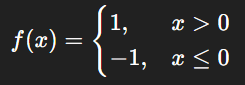 f(x) = { 1, x > 0
−1, x ≤ 0